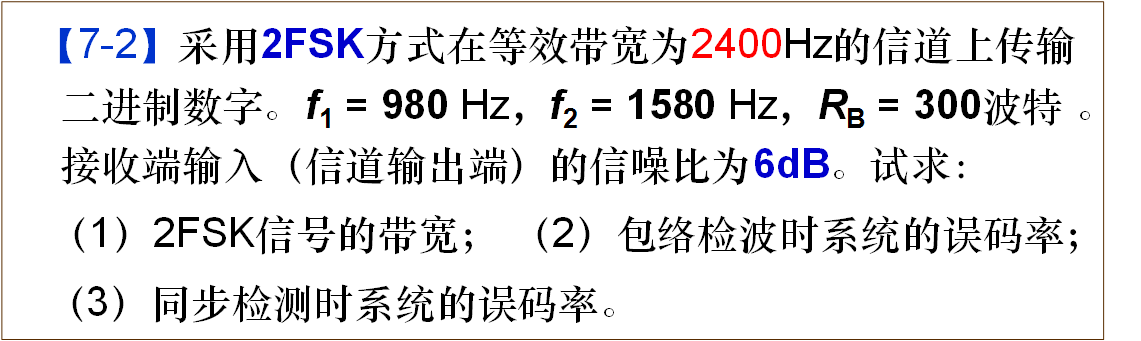 【7-2】采用2FSK方式在等效带宽为2400Hz的信道上传输
二进制数字。f1 = 980 Hz，f2 = 1580 Hz，RB = 300波特 。
接收端输入（信道输出端）的信噪比为6dB。试求：
（1）2FSK信号的带宽； （2）包络检波时系统的误码率；
（3）同步检测时系统的误码率。